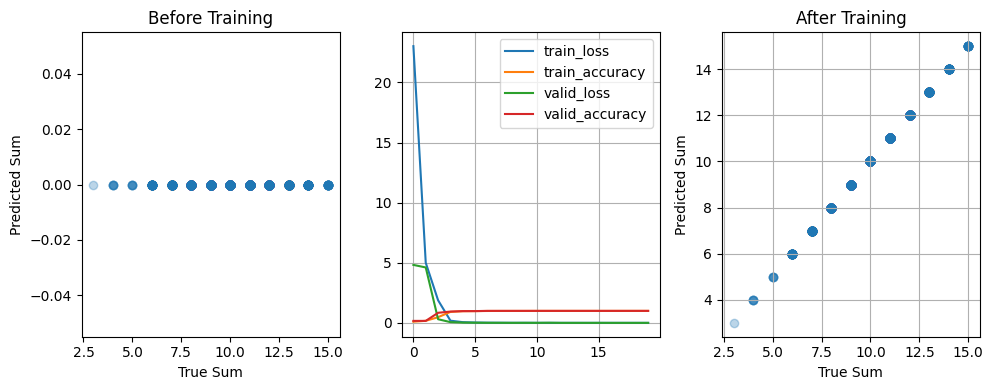 Before Training
0.04
0.02
0.00
−0.02
−0.04
Predicted Sum
2.5 5.0 7.5 10.0 12.5 15.0
True Sum
train_loss
train_accuracy
valid_loss
valid_accuracy
20
15
10
5
0
0 5 10 15
After Training
14
12
10
8
6
4
Predicted Sum
2.5 5.0 7.5 10.0 12.5 15.0
True Sum